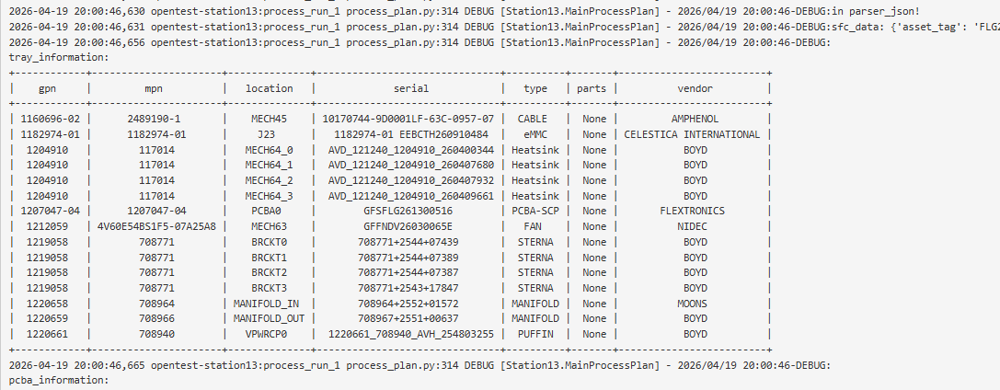 2026-04-19 20:00:46,630 opentest-station13:process_run_1 process_plan.py:314 DEBUG [Station13.MainProcessPlan] - 2026/04/19 20:00:46-DEBUG:in parser_json!
2026-04-19 20:00:46,631 opentest-station13:process_run_1 process_plan.py:314 DEBUG [Station13.MainProcessPlan] - 2026/04/19 20:00:46-DEBUG:sfc_data: {'asset_tag': 'FLG2
2026-04-19 20:00:46,656 opentest-station13:process_run_1 process_plan.py:314 DEBUG [Station13.MainProcessPlan] - 2026/04/19 20:00:46-DEBUG:
tray_information:
+------------+----------------------+--------------+-------------------------------+----------+-------+-------------------------+
| gpn | mpn | location | serial | type | parts | vendor |
+------------+----------------------+--------------+-------------------------------+----------+-------+-------------------------+
| 1160696-02 | 2489190-1 | MECH45 | 10170744-9D0001LF-63C-0957-07 | CABLE | None | AMPHENOL |
| 1182974-01 | 1182974-01 | J23 | 1182974-01 EEBCTH260910484 | eMMC | None | CELESTICA INTERNATIONAL |
| 1204910 | 117014 | MECH64_0 | AVD_121240_1204910_260400344 | Heatsink | None | BOYD |
| 1204910 | 117014 | MECH64_1 | AVD_121240_1204910_260407680 | Heatsink | None | BOYD |
| 1204910 | 117014 | MECH64_2 | AVD_121240_1204910_260407932 | Heatsink | None | BOYD |
| 1204910 | 117014 | MECH64_3 | AVD_121240_1204910_260409661 | Heatsink | None | BOYD |
| 1207047-04 | 1207047-04 | PCBA0 | GFSFLG261300516 | PCBA-SCP | None | FLEXTRONICS |
| 1212059 | 4V60E54BS1F5-07A25A8 | MECH63 | GFFNDV26030065E | FAN | None | NIDEC |
| 1219058 | 708771 | BRCKT0 | 708771+2544+07439 | STERNA | None | BOYD |
| 1219058 | 708771 | BRCKT1 | 708771+2544+07389 | STERNA | None | BOYD |
| 1219058 | 708771 | BRCKT2 | 708771+2544+07387 | STERNA | None | BOYD |
| 1219058 | 708771 | BRCKT3 | 708771+2543+17847 | STERNA | None | BOYD |
| 1220658 | 708964 | MANIFOLD_IN | 708964+2552+01572 | MANIFOLD | None | MOONS |
| 1220659 | 708966 | MANIFOLD_OUT | 708967+2551+00637 | MANIFOLD | None | BOYD |
| 1220661 | 708940 | VPWRCP0 | 1220661_708940_AVH_254803255 | PUFFIN | None | BOYD |
+------------+----------------------+--------------+-------------------------------+----------+-------+-------------------------+
2026-04-19 20:00:46,665 opentest-station13:process_run_1 process_plan.py:314 DEBUG [Station13.MainProcessPlan] - 2026/04/19 20:00:46-DEBUG:
pcba_information: